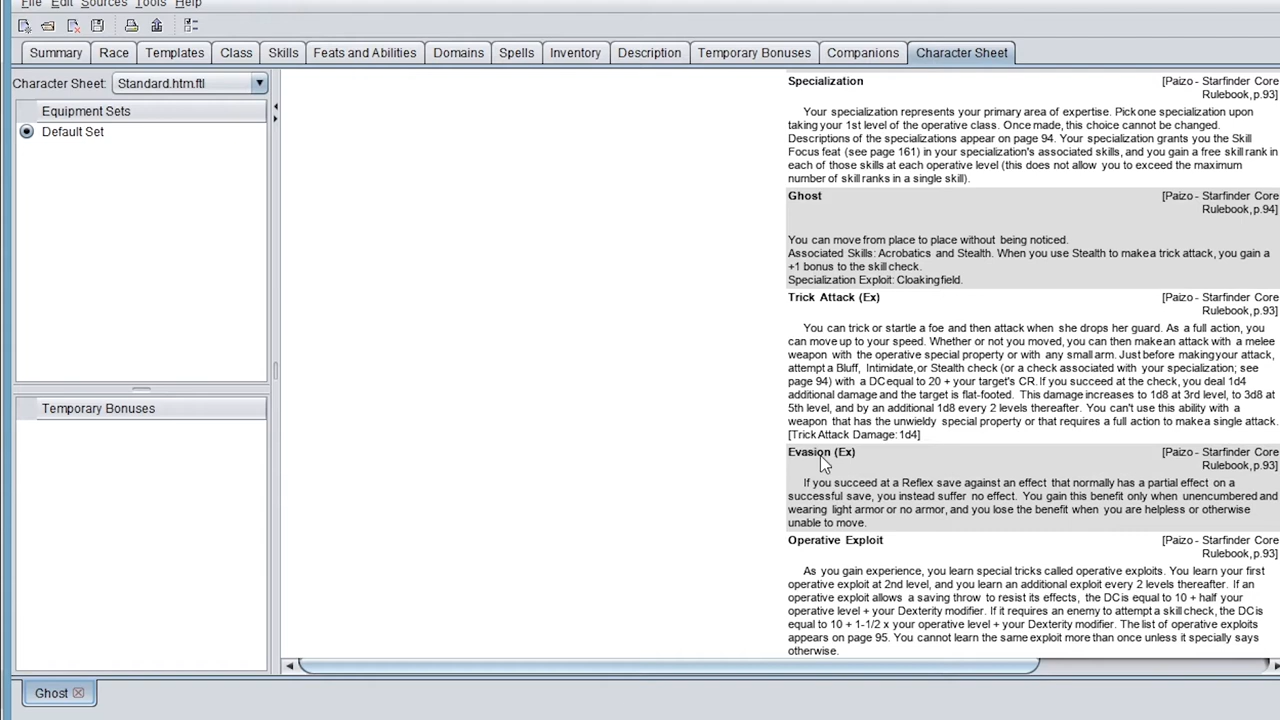 File Edit Sources Tools Help
Summary Race Templates Class Skills Feats and Abilities Domains Spells Inventory Description Temporary Bonuses Companions Character Sheet
Character Sheet: Standard.htm.ftl
Equipment Sets
Default Set
Temporary Bonuses
Specialization [Paizo - Starfinder Core
Rulebook, p.93]
Your specialization represents your primary area of expertise. Pick one specialization upon
taking your 1st level of the operative class. Once made, this choice cannot be changed.
Descriptions of the specializations appear on page 94. Your specialization grants you the Skill
Focus feat (see page 161) in your specialization's associated skills, and you gain a free skill rank in
each of those skills at each operative level (this does not allow you to exceed the maximum
number of skill ranks in a single skill).
Ghost [Paizo - Starfinder Core
Rulebook, p.94]
You can move from place to place without being noticed.
Associated Skills: Acrobatics and Stealth. When you use Stealth to make a trick attack, you gain a
+1 bonus to the skill check.
Specialization Exploit: Cloaking field.
Trick Attack (Ex) [Paizo - Starfinder Core
Rulebook, p.93]
You can trick or startle a foe and then attack when she drops her guard. As a full action, you
can move up to your speed. Whether or not you moved, you can then make an attack with a melee
weapon with the operative special property or with any small arm. Just before making your attack,
attempt a Bluff, Intimidate, or Stealth check (or a check associated with your specialization; see
page 94) with a DC equal to 20 + your target's CR. If you succeed at the check, you deal 1d4
additional damage and the target is flat-footed. This damage increases to 1d8 at 3rd level, to 3d8 at
5th level, and by an additional 1d8 every 2 levels thereafter. You can't use this ability with a
weapon that has the unwieldy special property or that requires a full action to make a single attack.
[Trick Attack Damage: 1d4]
Evasion (Ex) [Paizo - Starfinder Core
Rulebook, p.93]
If you succeed at a Reflex save against an effect that normally has a partial effect on a
successful save, you instead suffer no effect. You gain this benefit only when unencumbered and
wearing light armor or no armor, and you lose the benefit when you are helpless or otherwise
unable to move.
Operative Exploit [Paizo - Starfinder Core
Rulebook, p.93]
As you gain experience, you learn special tricks called operative exploits. You learn your first
operative exploit at 2nd level, and you learn an additional exploit every 2 levels thereafter. If an
operative exploit allows a saving throw to resist its effects, the DC is equal to 10 + half your
operative level + your Dexterity modifier. If it requires an enemy to attempt a skill check, the DC is
equal to 10 + 1-1/2 x your operative level + your Dexterity modifier. The list of operative exploits
appears on page 95. You cannot learn the same exploit more than once unless it specially says
otherwise.
Ghost